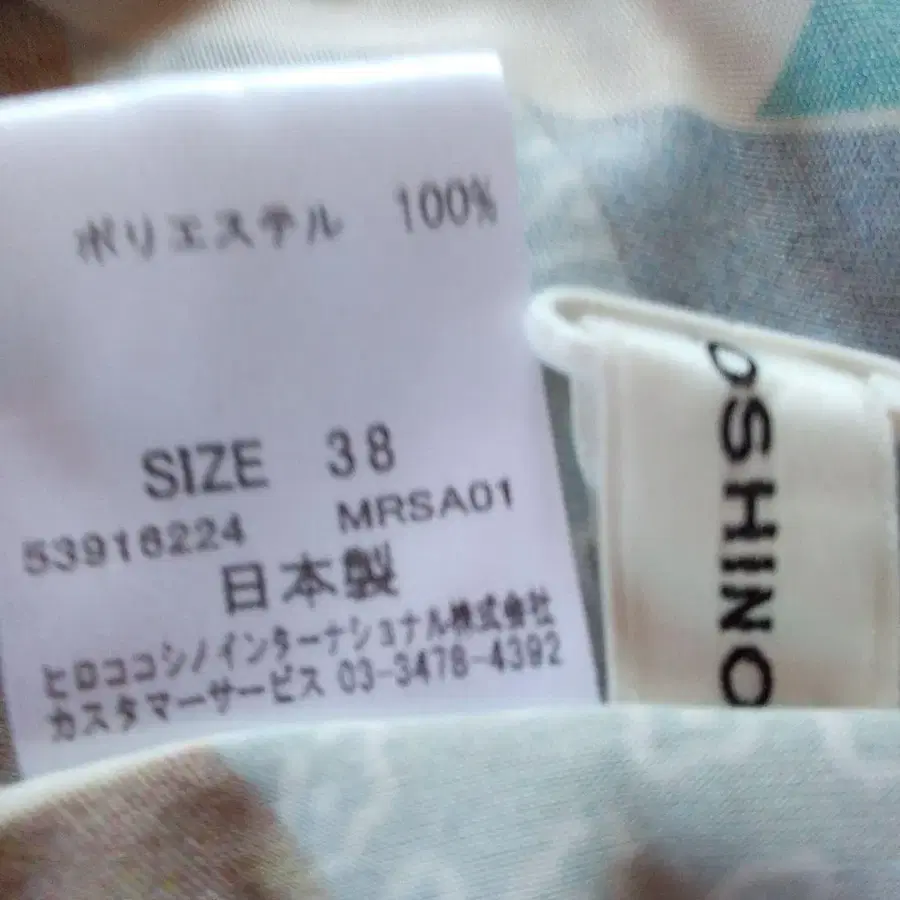 ポリエステル 100%
SIZE 38
53916224 MRSA01
日本製
ヒロココシノインターナショナル株式会社
カスタマーサービス 03-3478-4392
OSHINO